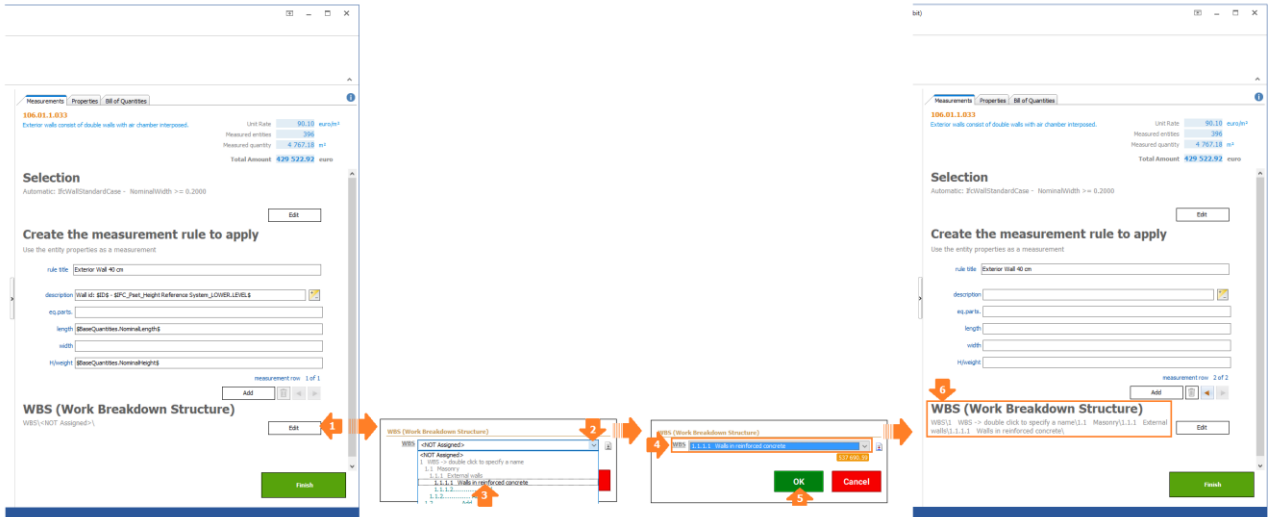 Measurements Properties Bill of Quantities
106.01.1.033
Exterior walls consist of double walls with air chamber interposed.
Unit Rate 90.10 euro/m²
Measured entities 396
Measured quantity 4 767.18 m²
Total Amount 429 522.92 euro
Selection
Automatic: IfcWallStandardCase - NominalWidth >= 0.2000
Edit
Create the measurement rule to apply
Use the entity properties as a measurement
rule title Exterior Wall 40 cm
description Wall id: $ID$ - $IFC_Pset_Height Reference System_LOWER.LEVEL$
eq.parts.
length $BaseQuantities.NominalLength$
width
H/weight $BaseQuantities.NominalHeight$
measurement row 1 of 1
Add
WBS (Work Breakdown Structure)
WBS\<NOT Assigned>\
Edit
1
Finish
WBS (Work Breakdown Structure)
2
WBS <NOT Assigned>
<NOT Assigned>
1 WBS -> double click to specify a name
1.1 Masonry
1.1.1 External walls
1.1.1.1 Walls in reinforced concrete
1.1.1.2..............
1.1.2..............
3
WBS (Work Breakdown Structure)
4
WBS 1.1.1.1 Walls in reinforced concrete
OK
Cancel
5
bit)
Measurements Properties Bill of Quantities
106.01.1.033
Exterior walls consist of double walls with air chamber interposed.
Unit Rate 90.10 euro/m²
Measured entities 396
Measured quantity 4 767.18 m²
Total Amount 429 522.92 euro
Selection
Automatic: IfcWallStandardCase - NominalWidth >= 0.2000
Edit
Create the measurement rule to apply
Use the entity properties as a measurement
rule title Exterior Wall 40 cm
description
eq.parts.
length
width
H/weight
measurement row 2 of 2
Add
6
WBS (Work Breakdown Structure)
WBS\1 WBS -> double click to specify a name\1.1 Masonry\1.1.1 External
walls\1.1.1.1 Walls in reinforced concrete\
Edit
Finish